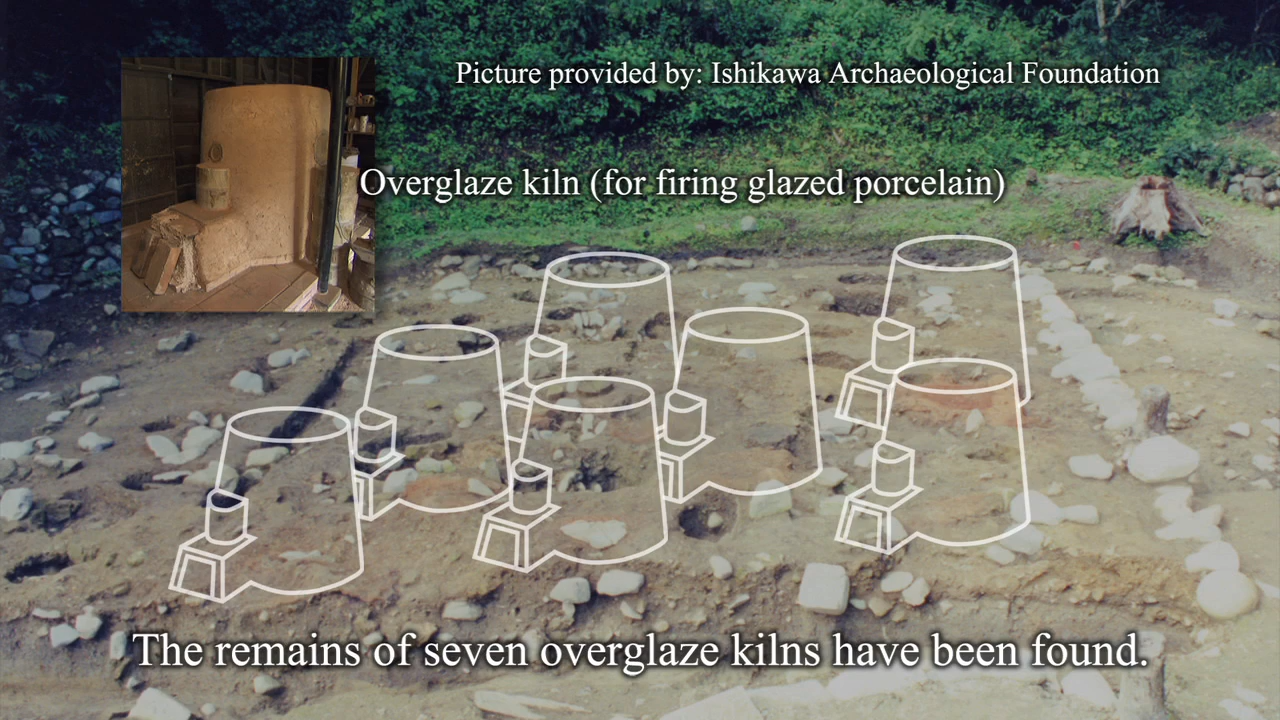 Picture provided by: Ishikawa Archaeological Foundation
Overglaze kiln (for firing glazed porcelain)
The remains of seven overglaze kilns have been found.